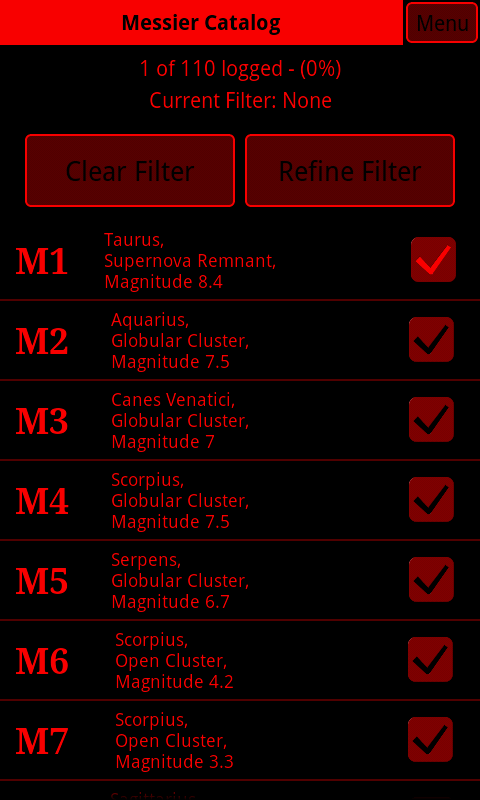 Messier Catalog
Menu
1 of 110 logged - (0%)
Current Filter: None
Clear Filter
Refine Filter
M1
Taurus,
Supernova Remnant,
Magnitude 8.4
M2
Aquarius,
Globular Cluster,
Magnitude 7.5
M3
Canes Venatici,
Globular Cluster,
Magnitude 7
M4
Scorpius,
Globular Cluster,
Magnitude 7.5
M5
Serpens,
Globular Cluster,
Magnitude 6.7
M6
Scorpius,
Open Cluster,
Magnitude 4.2
M7
Scorpius,
Open Cluster,
Magnitude 3.3